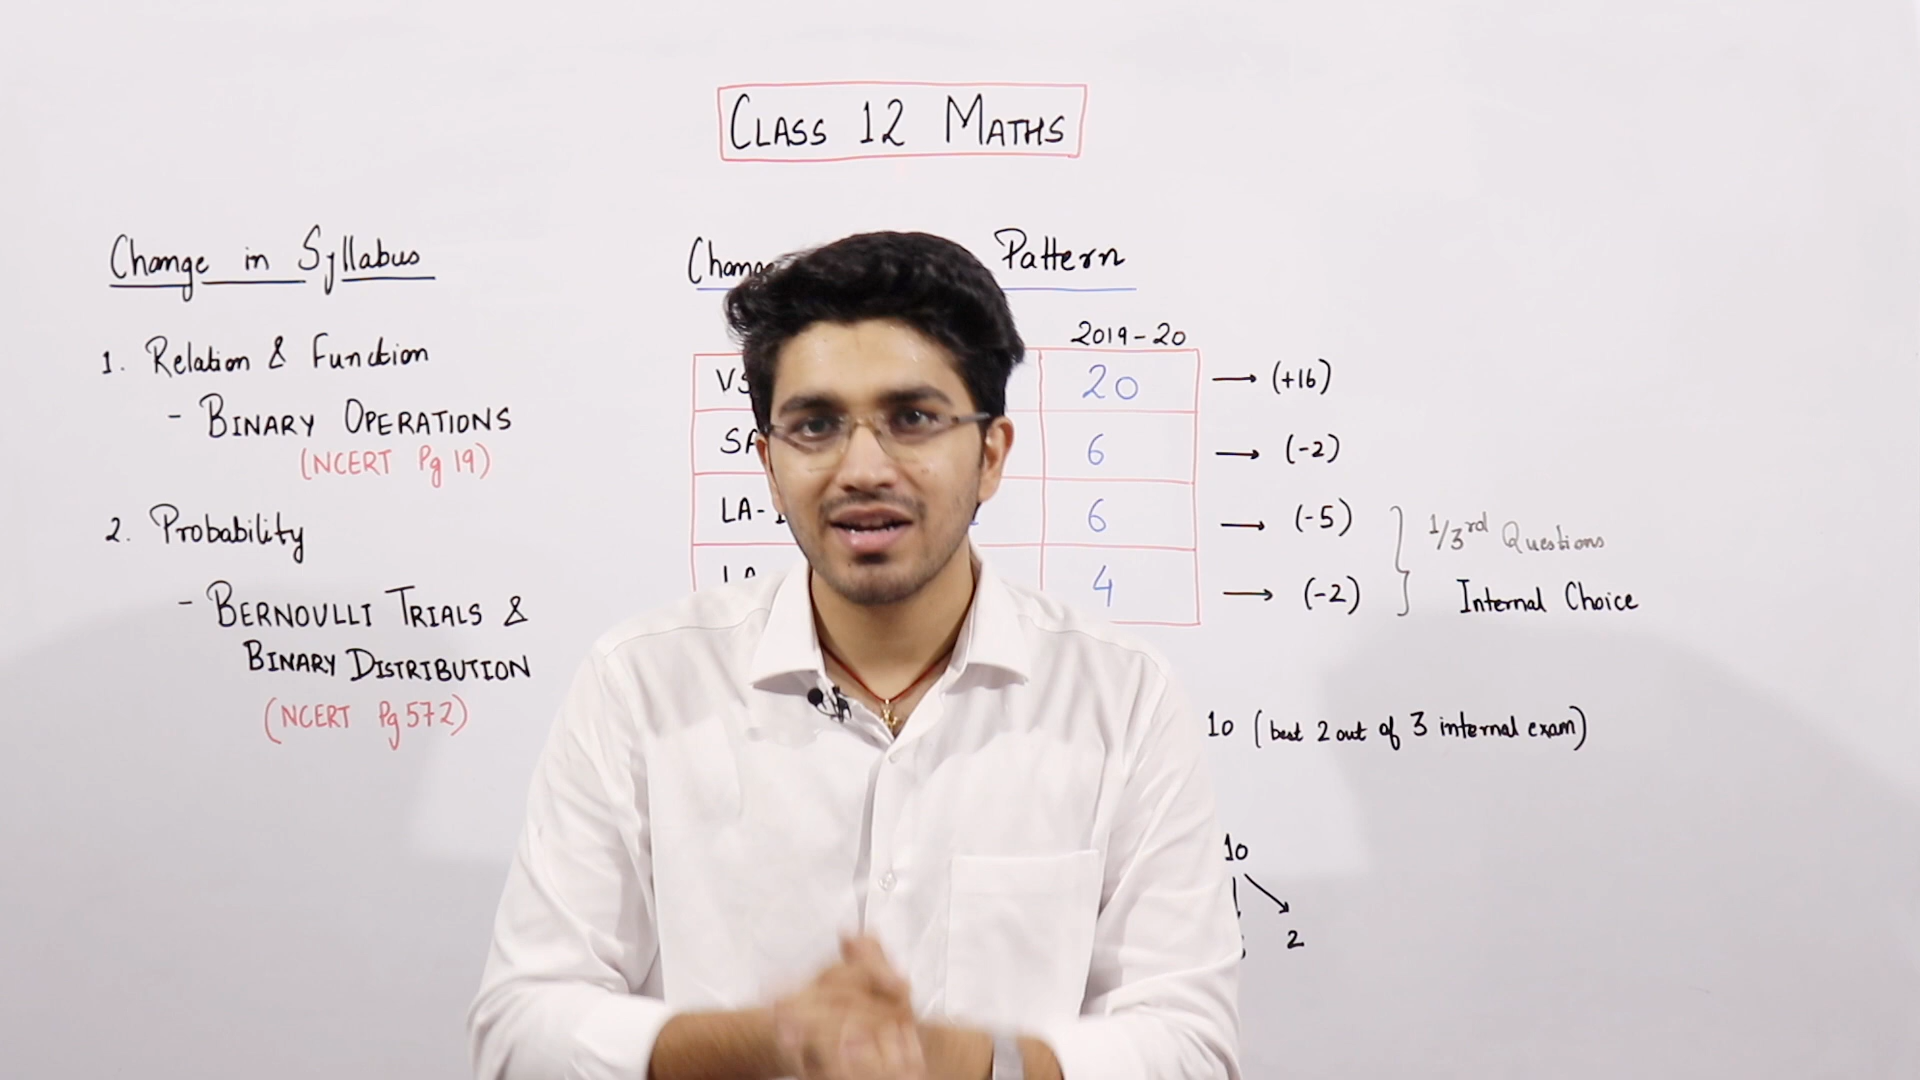 CLASS 12 MATHS
Change in Syllabus
1. Relation & Function
- BINARY OPERATIONS
(NCERT Pg 19)
2. Probability
- BERNOULLI TRIALS &
BINARY DISTRIBUTION
(NCERT Pg 572)
Pattern
2019-20
20 → (+16)
6 → (-2)
LA- 6 → (-5)
4 → (-2)
1/3rd Questions
Internal Choice
10 (best 2 out of 3 internal exam)
10
2